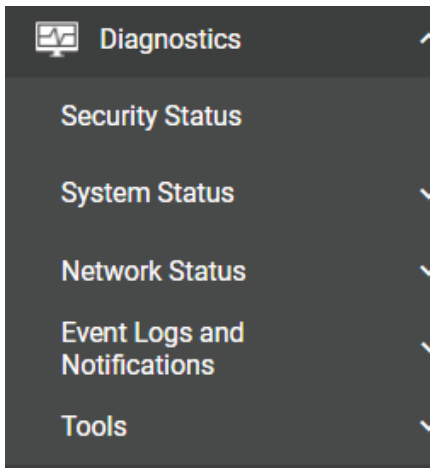 Diagnostics
Security Status
System Status
Network Status
Event Logs and
Notifications
Tools